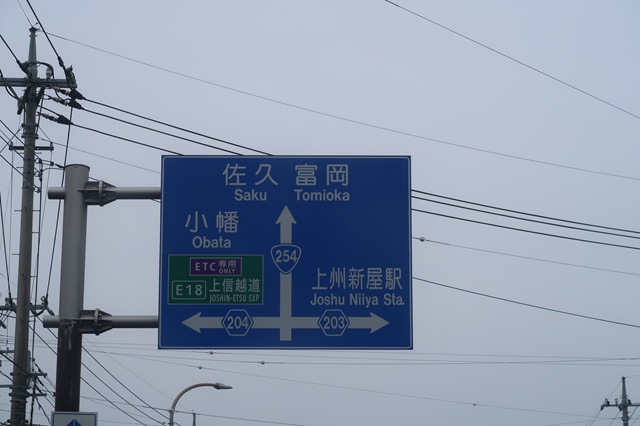 佐久 富岡
Saku Tomioka
小幡
Obata
254
ETC専用
ONLY
E18 上信越道
JOSHIN-ETSU EXP
上州新屋駅
Joshu Niiya Sta.
204
203